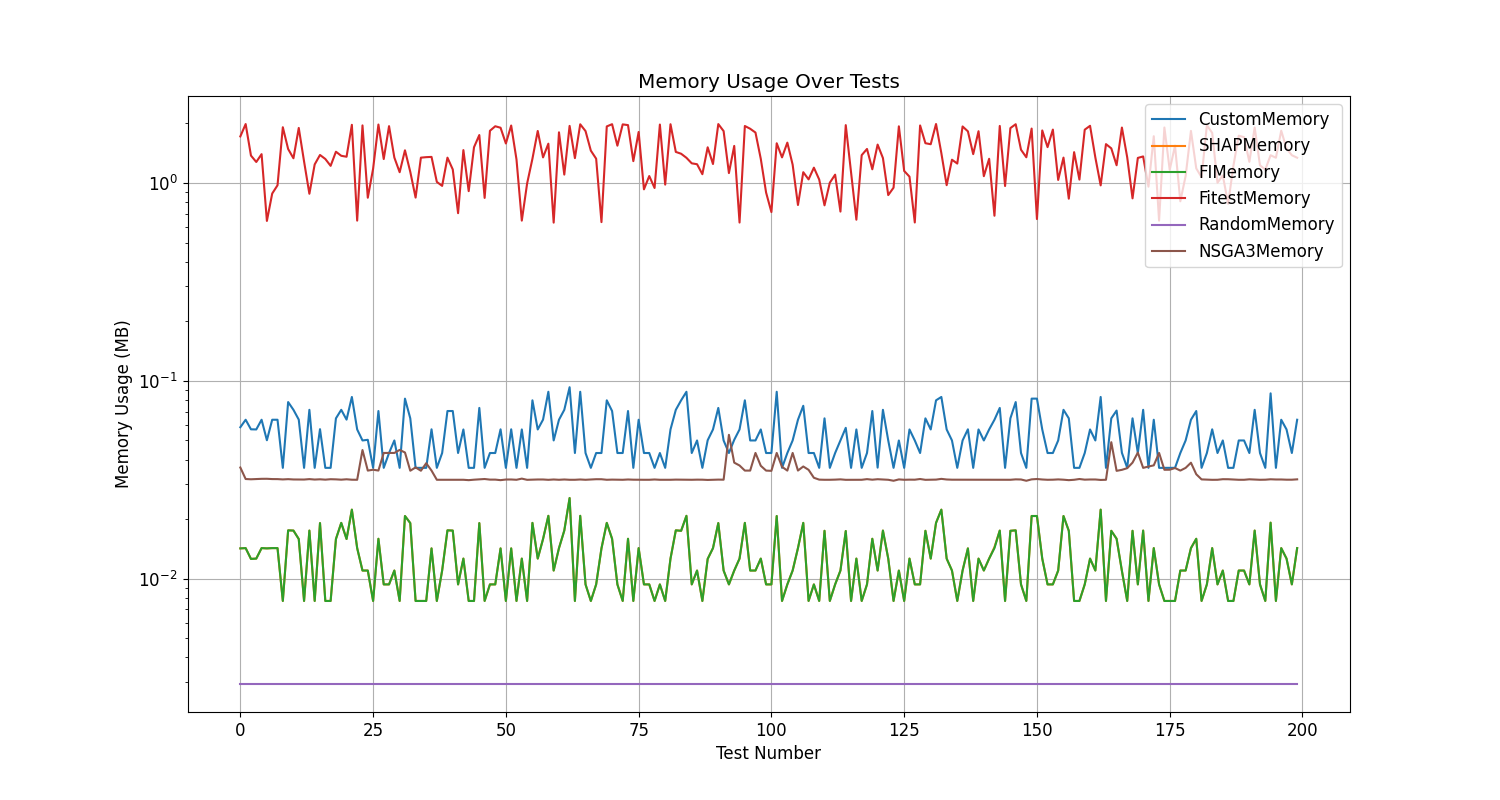 Memory Usage Over Tests
CustomMemory
SHAPMemory
FIMemory
FitestMemory
RandomMemory
NSGA3Memory
Memory Usage (MB)
10⁰
10⁻¹
10⁻²
0 25 50 75 100 125 150 175 200
Test Number